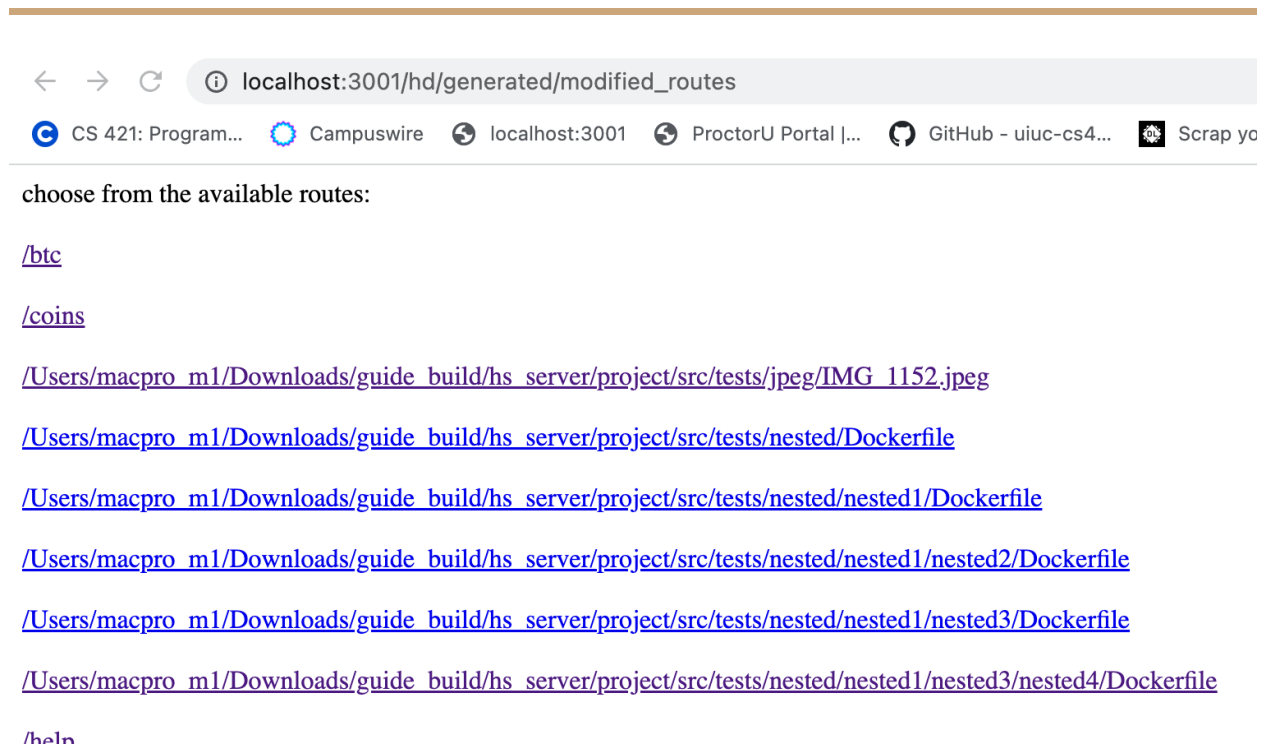 localhost:3001/hd/generated/modified_routes
CS 421: Program... Campuswire localhost:3001 ProctorU Portal |... GitHub - uiuc-cs4... Scrap yo
choose from the available routes:
/btc
/coins
/Users/macpro_m1/Downloads/guide_build/hs_server/project/src/tests/jpeg/IMG_1152.jpeg
/Users/macpro_m1/Downloads/guide_build/hs_server/project/src/tests/nested/Dockerfile
/Users/macpro_m1/Downloads/guide_build/hs_server/project/src/tests/nested/nested1/Dockerfile
/Users/macpro_m1/Downloads/guide_build/hs_server/project/src/tests/nested/nested1/nested2/Dockerfile
/Users/macpro_m1/Downloads/guide_build/hs_server/project/src/tests/nested/nested1/nested3/Dockerfile
/Users/macpro_m1/Downloads/guide_build/hs_server/project/src/tests/nested/nested1/nested3/nested4/Dockerfile
/help